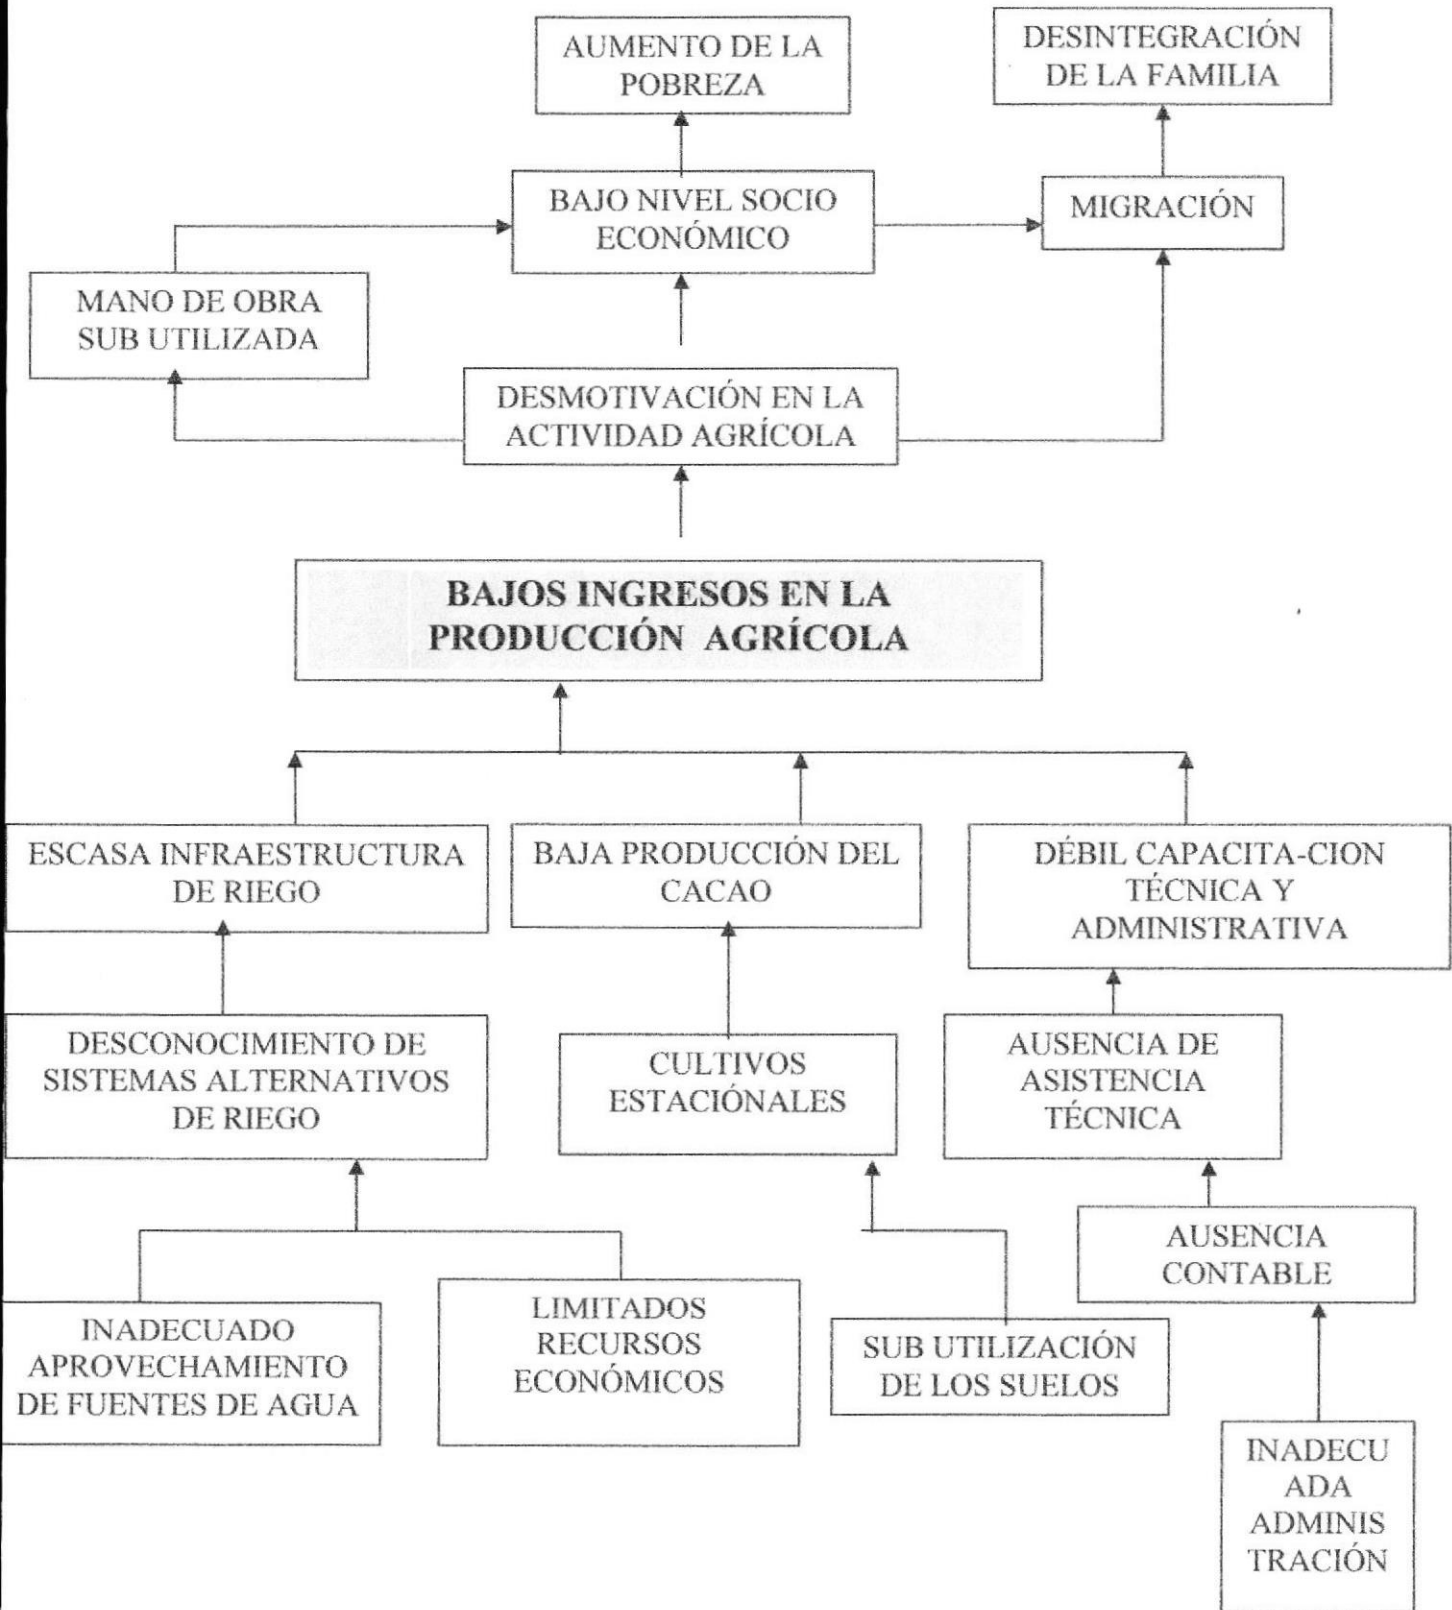 AUMENTO DE LA
POBREZA
DESINTEGRACIÓN
DE LA FAMILIA
BAJO NIVEL SOCIO
ECONÓMICO
MIGRACIÓN
MANO DE OBRA
SUB UTILIZADA
DESMOTIVACIÓN EN LA
ACTIVIDAD AGRÍCOLA
BAJOS INGRESOS EN LA
PRODUCCIÓN AGRÍCOLA
ESCASA INFRAESTRUCTURA
DE RIEGO
BAJA PRODUCCIÓN DEL
CACAO
DÉBIL CAPACITA-CION
TÉCNICA Y
ADMINISTRATIVA
DESCONOCIMIENTO DE
SISTEMAS ALTERNATIVOS
DE RIEGO
CULTIVOS
ESTACIÓNALES
AUSENCIA DE
ASISTENCIA
TÉCNICA
AUSENCIA
CONTABLE
INADECUADO
APROVECHAMIENTO
DE FUENTES DE AGUA
LIMITADOS
RECURSOS
ECONÓMICOS
SUB UTILIZACIÓN
DE LOS SUELOS
INADECU
ADA
ADMINIS
TRACIÓN